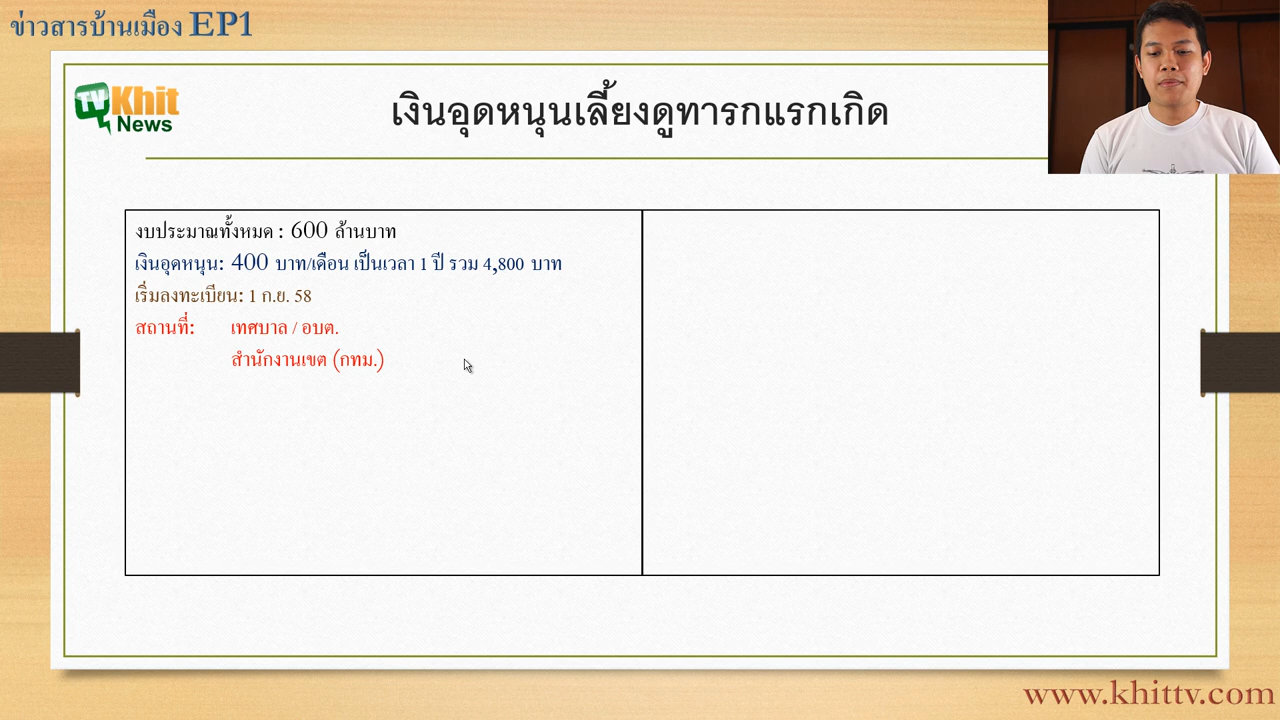 ข่าวสารบ้านเมือง EP1
TV Khit
News
เงินอุดหนุนเลี้ยงดูทารกแรกเกิด
งบประมาณทั้งหมด : 600 ล้านบาท
เงินอุดหนุน: 400 บาท/เดือน เป็นเวลา 1 ปี รวม 4,800 บาท
เริ่มลงทะเบียน: 1 ก.ย. 58
สถานที่: เทศบาล / อบต.
สำนักงานเขต (กทม.)
www.khittv.com